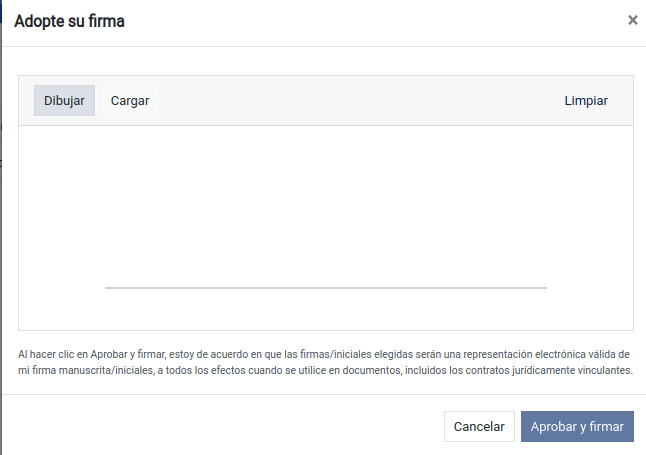 Adopte su firma ×
Dibujar Cargar Limpiar
Al hacer clic en Aprobar y firmar, estoy de acuerdo en que las firmas/iniciales elegidas serán una representación electrónica válida de
mi firma manuscrita/iniciales, a todos los efectos cuando se utilice en documentos, incluidos los contratos jurídicamente vinculantes.
Cancelar Aprobar y firmar